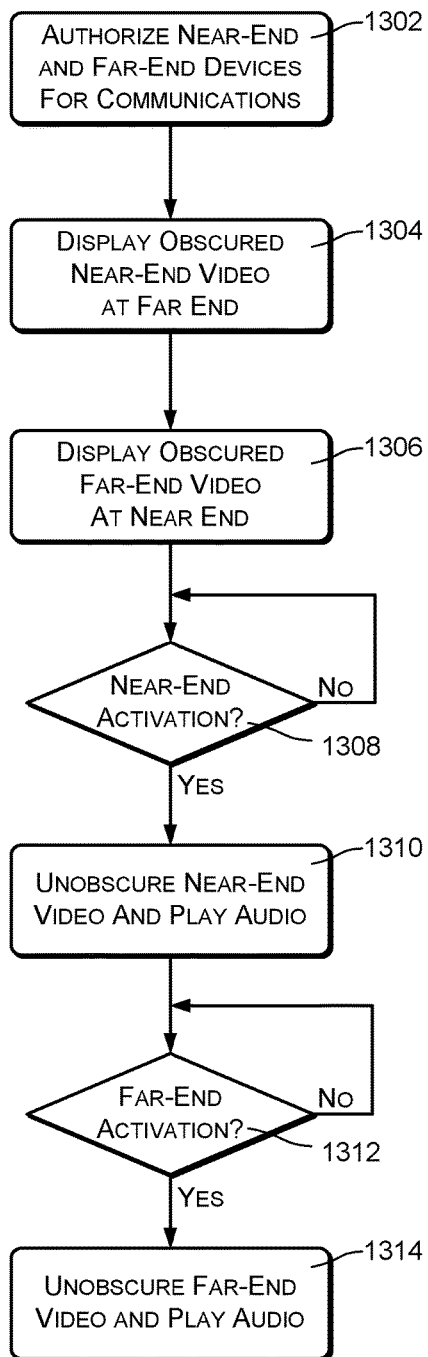 AUTHORIZE NEAR-END
AND FAR-END DEVICES
FOR COMMUNICATIONS
1302
DISPLAY OBSCURED
NEAR-END VIDEO
AT FAR END
1304
DISPLAY OBSCURED
FAR-END VIDEO
AT NEAR END
1306
NEAR-END
ACTIVATION?
1308
NO
YES
UNOBSCURE NEAR-END
VIDEO AND PLAY AUDIO
1310
FAR-END
ACTIVATION?
1312
NO
YES
UNOBSCURE FAR-END
VIDEO AND PLAY AUDIO
1314